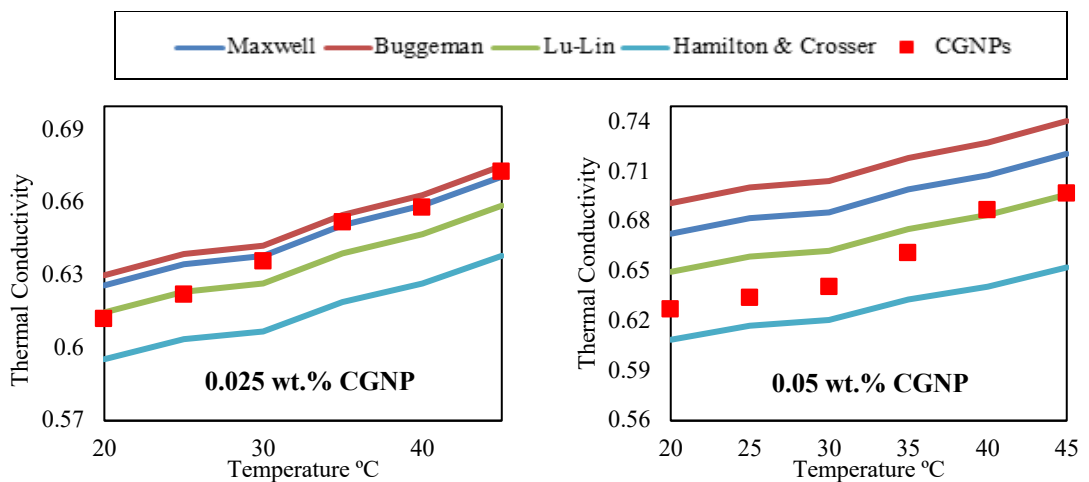 Maxwell Buggeman Lu-Lin Hamilton & Crosser CGNPs
Thermal Conductivity
0.69
0.66
0.63
0.6
0.57
0.025 wt.% CGNP
20 30 40
Temperature ºC
Thermal Conductivity
0.74
0.71
0.68
0.65
0.62
0.59
0.56
0.05 wt.% CGNP
20 25 30 35 40 45
Temperature ºC